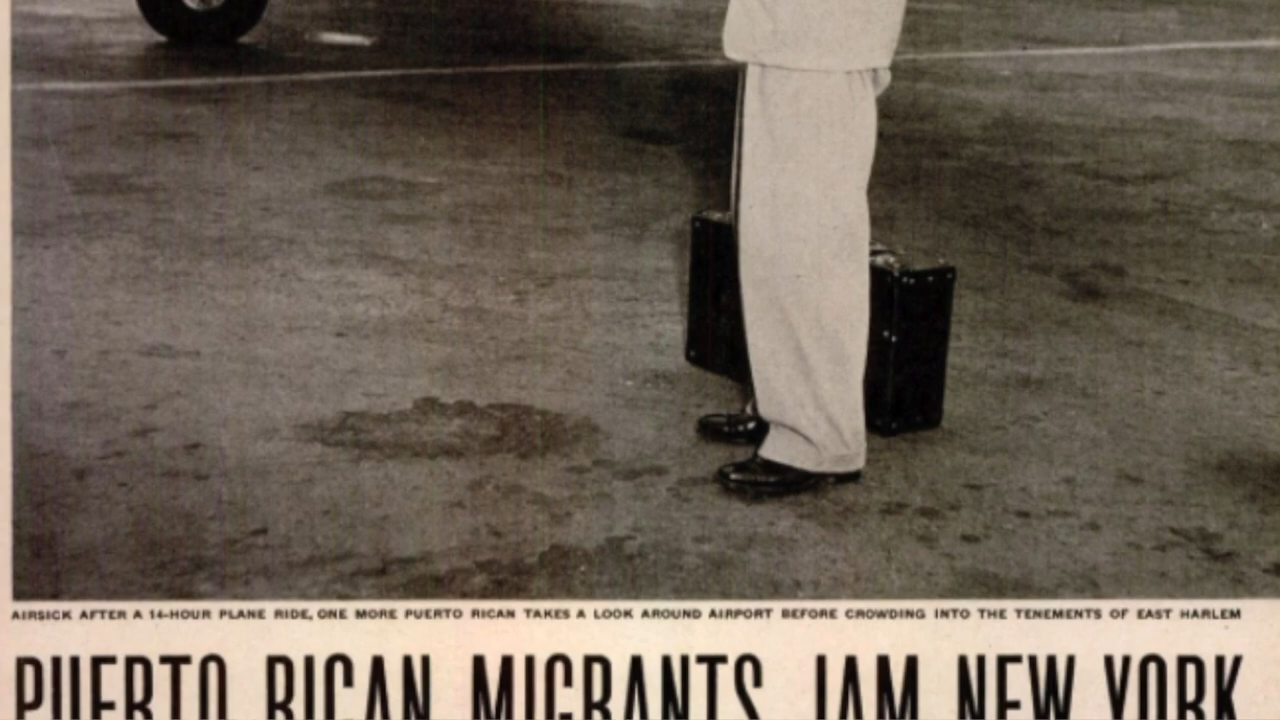 AIRSICK AFTER A 14-HOUR PLANE RIDE, ONE MORE PUERTO RICAN TAKES A LOOK AROUND AIRPORT BEFORE CROWDING INTO THE TENEMENTS OF EAST HARLEM
PUERTO RICAN MIGRANTS JAM NEW YORK